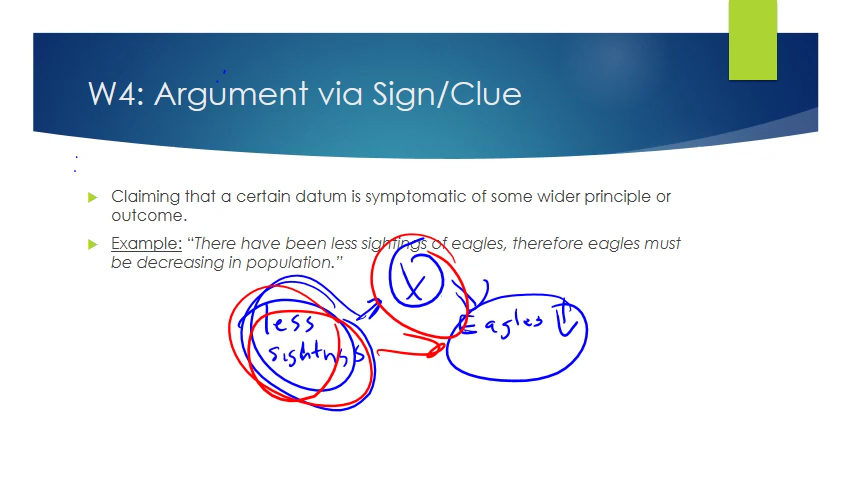 W4: Argument via Sign/Clue
Claiming that a certain datum is symptomatic of some wider principle or
outcome.
Example: “There have been less sightings of eagles, therefore eagles must
be decreasing in population.”
less
Eagles ↓